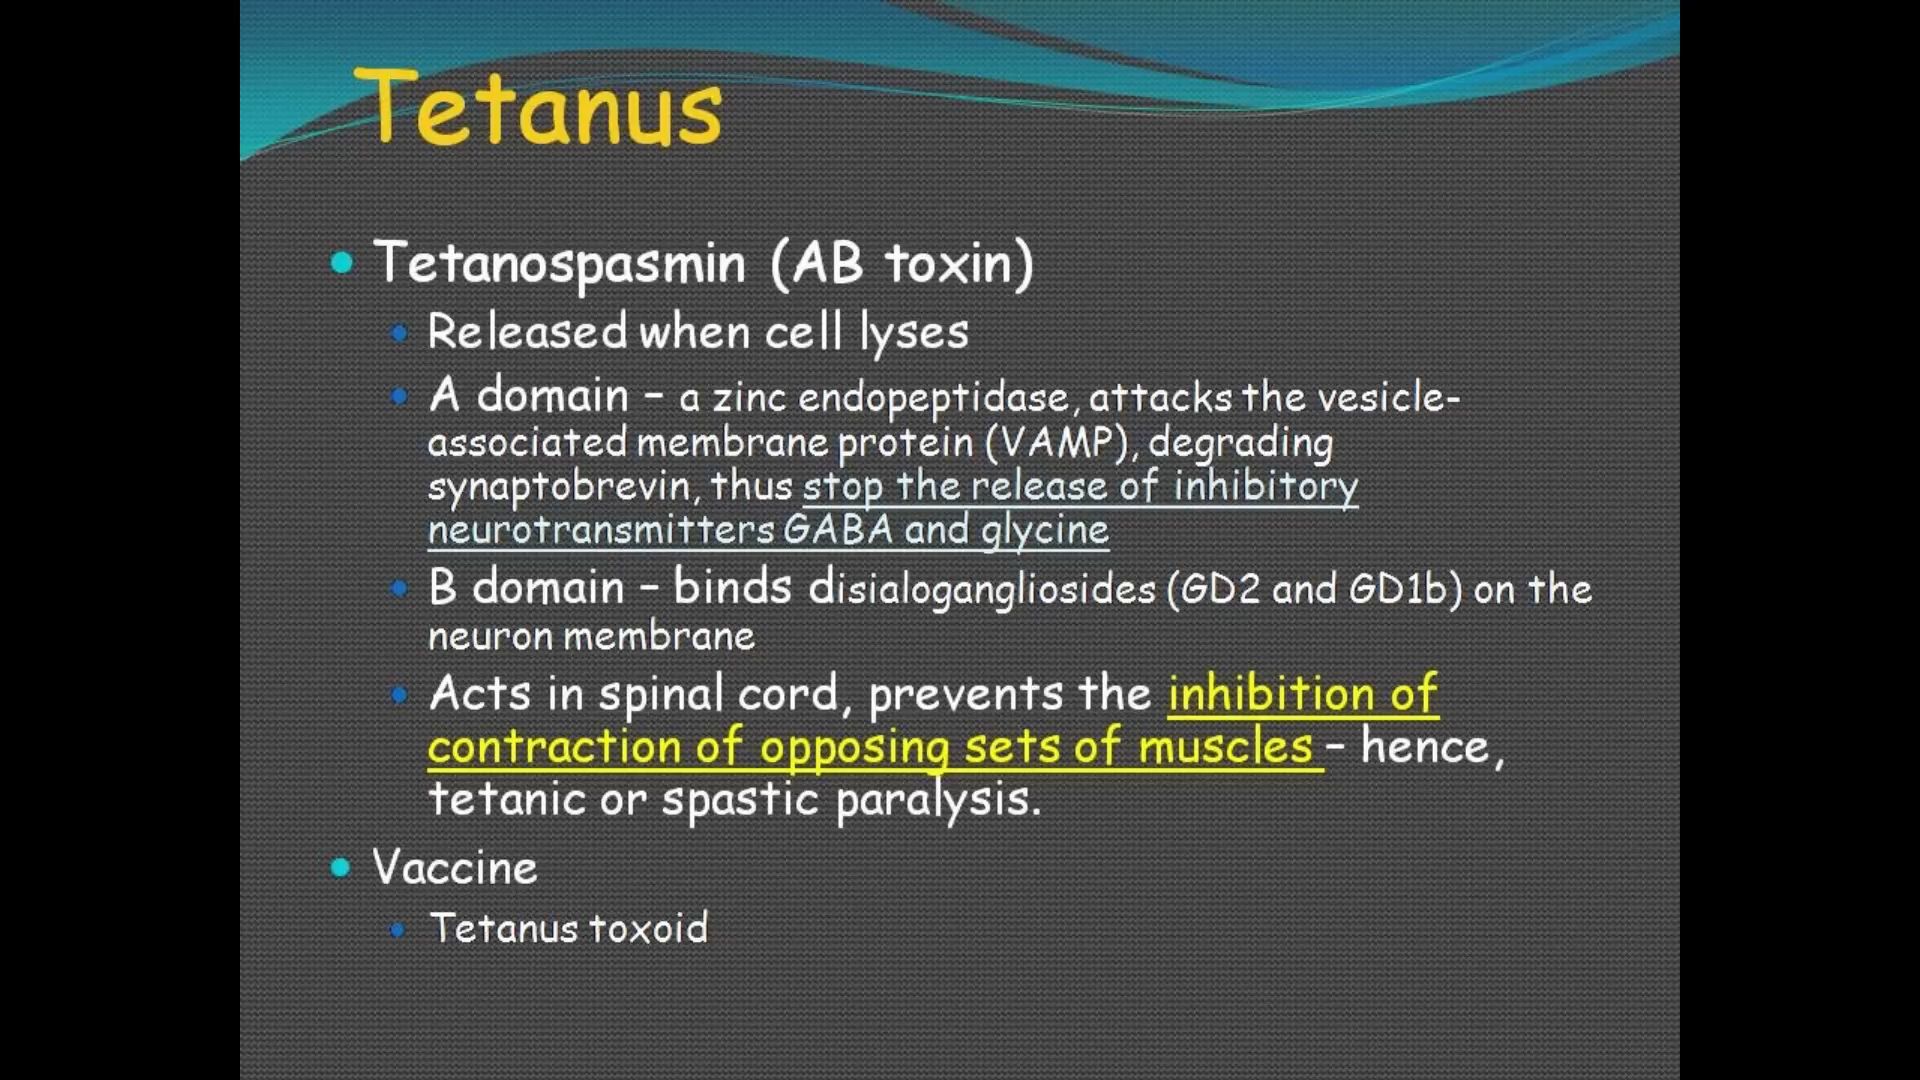 Tetanus
Tetanospasmin (AB toxin)
Released when cell lyses
A domain – a zinc endopeptidase, attacks the vesicle-
associated membrane protein (VAMP), degrading
synaptobrevin, thus stop the release of inhibitory
neurotransmitters GABA and glycine
B domain – binds disialogangliosides (GD2 and GD1b) on the
neuron membrane
Acts in spinal cord, prevents the inhibition of
contraction of opposing sets of muscles – hence,
tetanic or spastic paralysis.
Vaccine
Tetanus toxoid